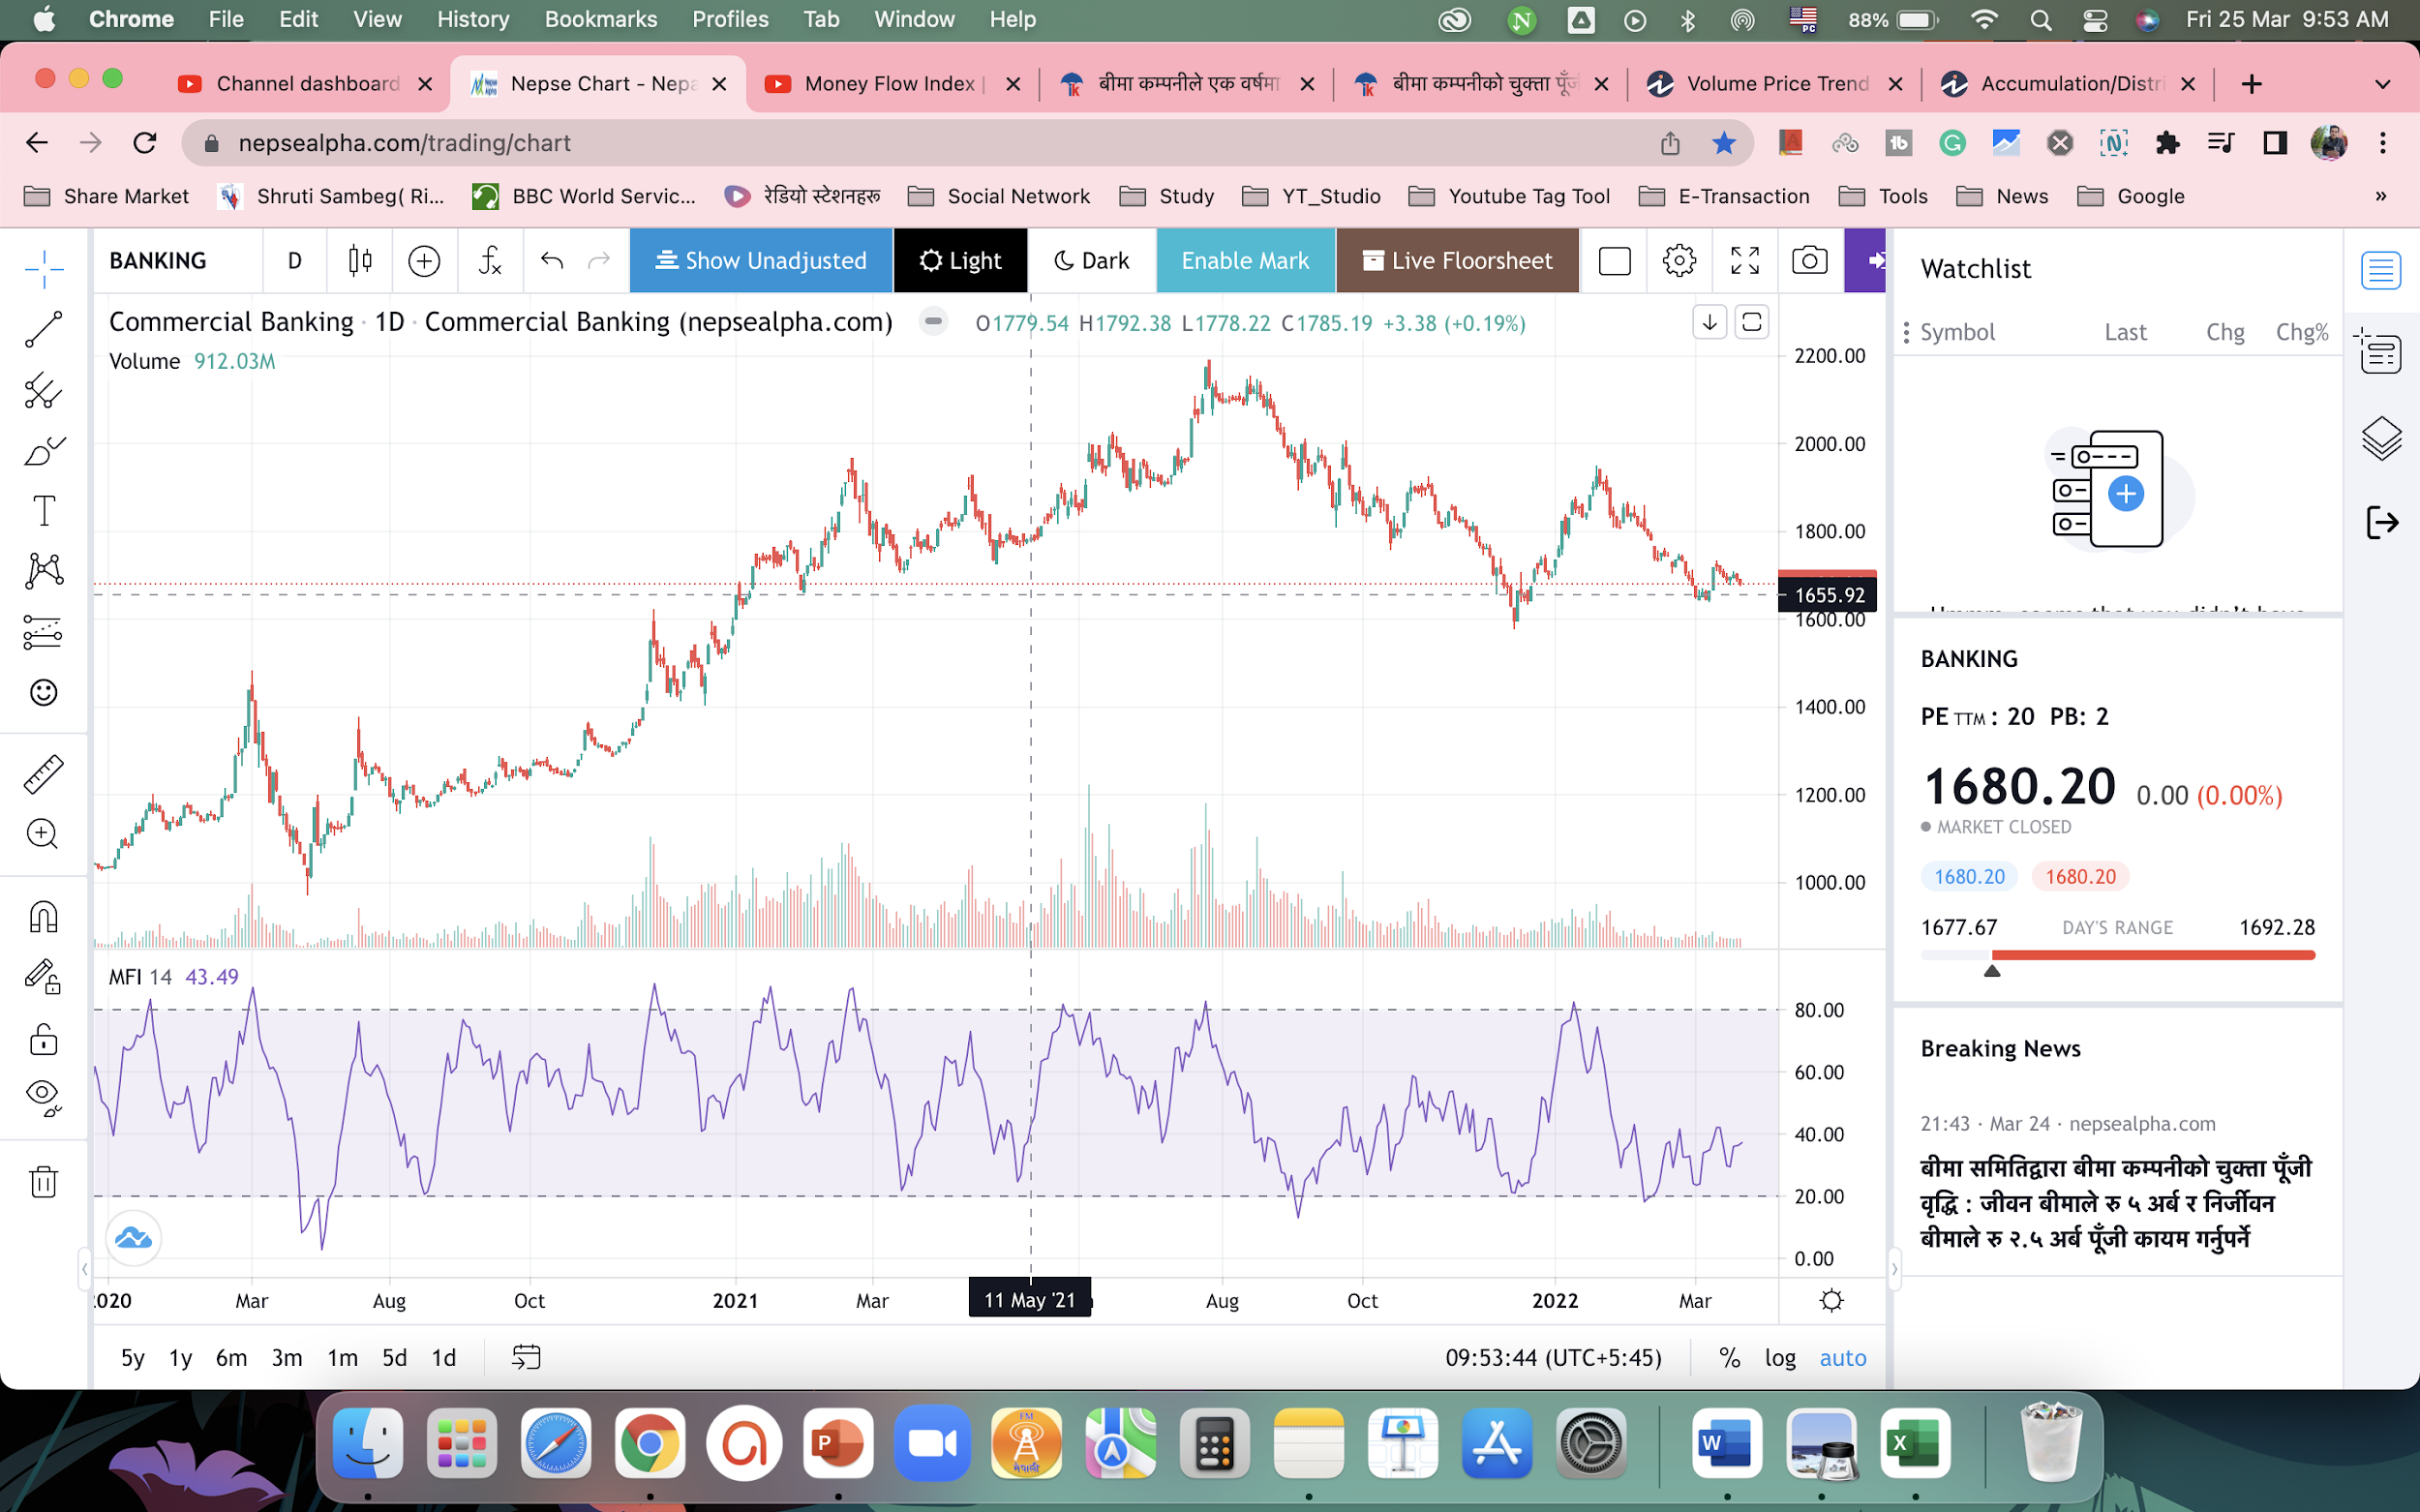 Chrome File Edit View History Bookmarks Profiles Tab Window Help 88% Fri 25 Mar 9:53 AM
Channel dashboard Nepse Chart - Nepa Money Flow Index | बीमा कम्पनीले एक वर्षमा बीमा कम्पनीको चुक्ता पूँजी Volume Price Trend Accumulation/Distri
nepsealpha.com/trading/chart
Share Market Shruti Sambeg( Ri... BBC World Servic... रेडियो स्टेशनहरू Social Network Study YT_Studio Youtube Tag Tool E-Transaction Tools News Google »
BANKING D Show Unadjusted Light Dark Enable Mark Live Floorsheet
Commercial Banking · 1D · Commercial Banking (nepsealpha.com) O1779.54 H1792.38 L1778.22 C1785.19 +3.38 (+0.19%)
Volume 912.03M
2200.00
2000.00
1800.00
1655.92
1600.00
1400.00
1200.00
1000.00
MFI 14 43.49
80.00
60.00
40.00
20.00
0.00
2020 Mar Aug Oct 2021 Mar 11 May '21 Aug Oct 2022 Mar
5y 1y 6m 3m 1m 5d 1d 09:53:44 (UTC+5:45) % log auto
Watchlist
Symbol Last Chg Chg%
Hmmm, seems that you didn't have
BANKING
PE TTM : 20 PB: 2
1680.20 0.00 (0.00%)
MARKET CLOSED
1680.20 1680.20
1677.67 DAY'S RANGE 1692.28
Breaking News
21:43 · Mar 24 · nepsealpha.com
बीमा समितिद्वारा बीमा कम्पनीको चुक्ता पूँजी
वृद्धि : जीवन बीमाले रु ५ अर्ब र निर्जीवन
बीमाले रु २.५ अर्ब पूँजी कायम गर्नुपर्ने